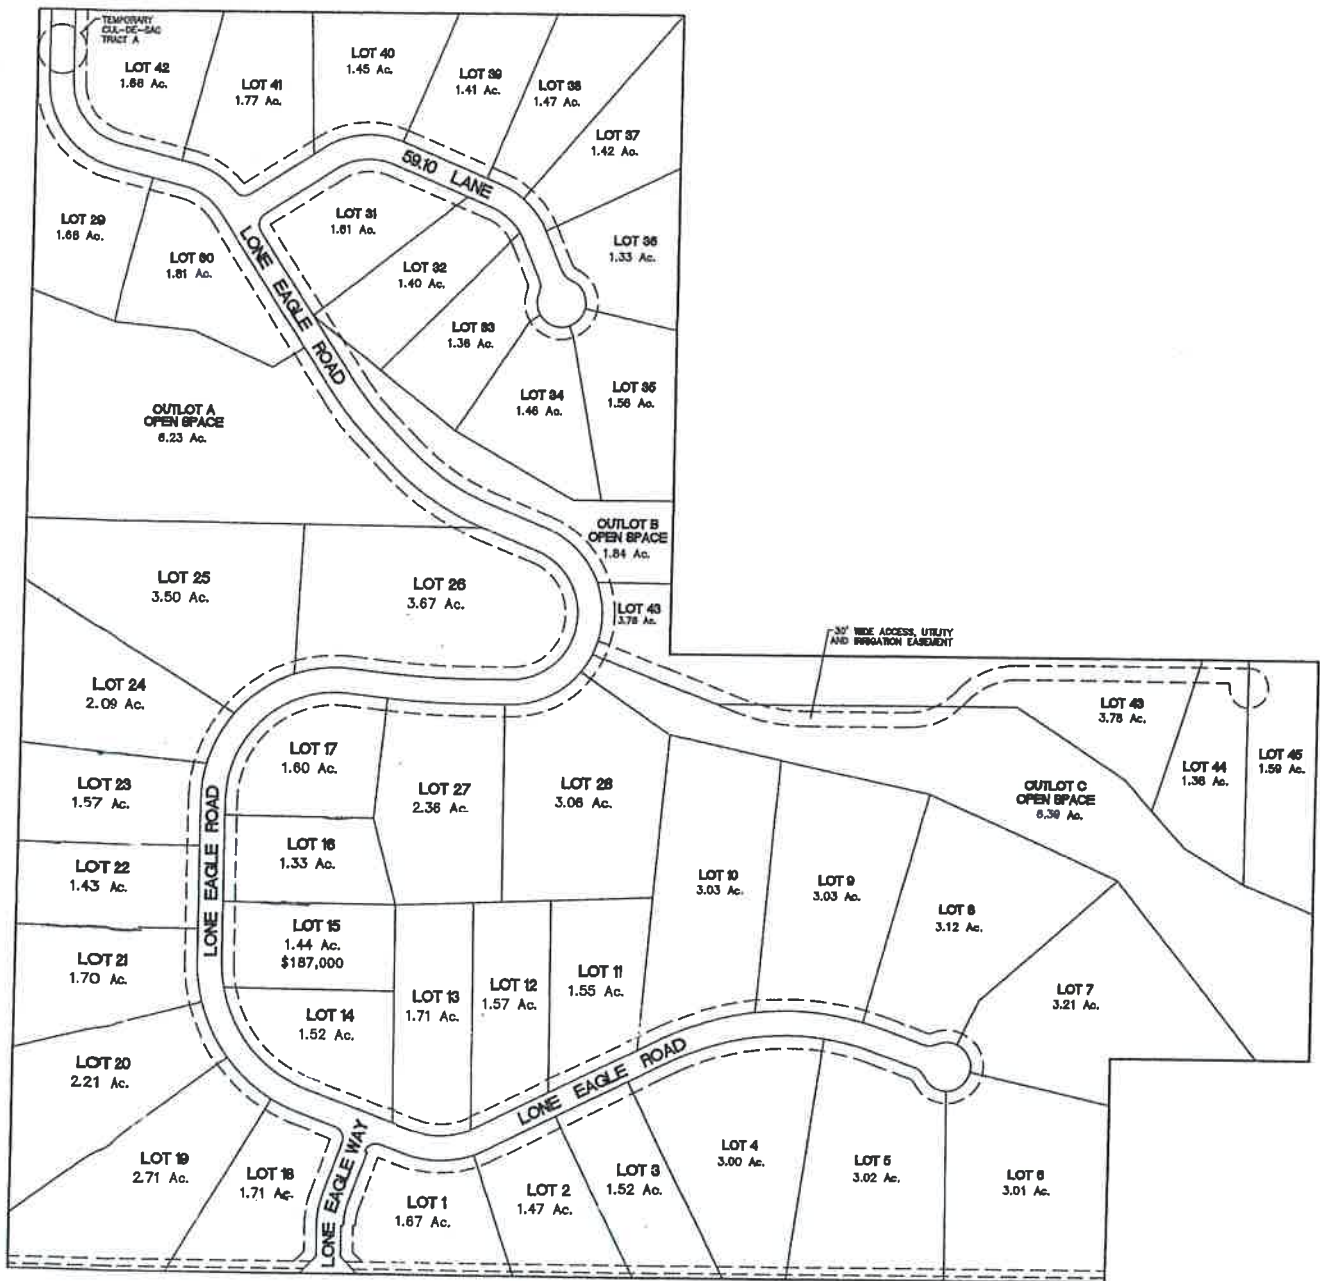 TEMPORARY
CUL-DE-SAC
TRACT A
LOT 42
1.68 Ac.
LOT 41
1.77 Ac.
LOT 40
1.45 Ac.
LOT 39
1.41 Ac.
LOT 38
1.47 Ac.
LOT 37
1.42 Ac.
59.10 LANE
LOT 29
1.68 Ac.
LOT 30
1.81 Ac.
LOT 31
1.61 Ac.
LOT 32
1.40 Ac.
LOT 33
1.36 Ac.
LOT 36
1.33 Ac.
LONE EAGLE ROAD
LOT 34
1.46 Ac.
LOT 35
1.56 Ac.
OUTLOT A
OPEN SPACE
6.23 Ac.
OUTLOT B
OPEN SPACE
1.84 Ac.
LOT 25
3.50 Ac.
LOT 26
3.67 Ac.
LOT 43
3.78 Ac.
30' WIDE ACCESS, UTILITY
AND IRRIGATION EASEMENT
LOT 24
2.09 Ac.
LOT 43
3.78 Ac.
LOT 44
1.36 Ac.
LOT 45
1.59 Ac.
LOT 17
1.60 Ac.
LOT 27
2.36 Ac.
LOT 28
3.06 Ac.
OUTLOT C
OPEN SPACE
6.39 Ac.
LOT 23
1.57 Ac.
LONE EAGLE ROAD
LOT 16
1.33 Ac.
LOT 22
1.43 Ac.
LOT 10
3.03 Ac.
LOT 9
3.03 Ac.
LOT 8
3.12 Ac.
LOT 15
1.44 Ac.
$187,000
LOT 21
1.70 Ac.
LOT 14
1.52 Ac.
LOT 13
1.71 Ac.
LOT 12
1.57 Ac.
LOT 11
1.55 Ac.
LOT 7
3.21 Ac.
LOT 20
2.21 Ac.
LONE EAGLE ROAD
LOT 19
2.71 Ac.
LOT 18
1.71 Ac.
LONE EAGLE WAY
LOT 1
1.67 Ac.
LOT 2
1.47 Ac.
LOT 3
1.52 Ac.
LOT 4
3.00 Ac.
LOT 5
3.02 Ac.
LOT 6
3.01 Ac.